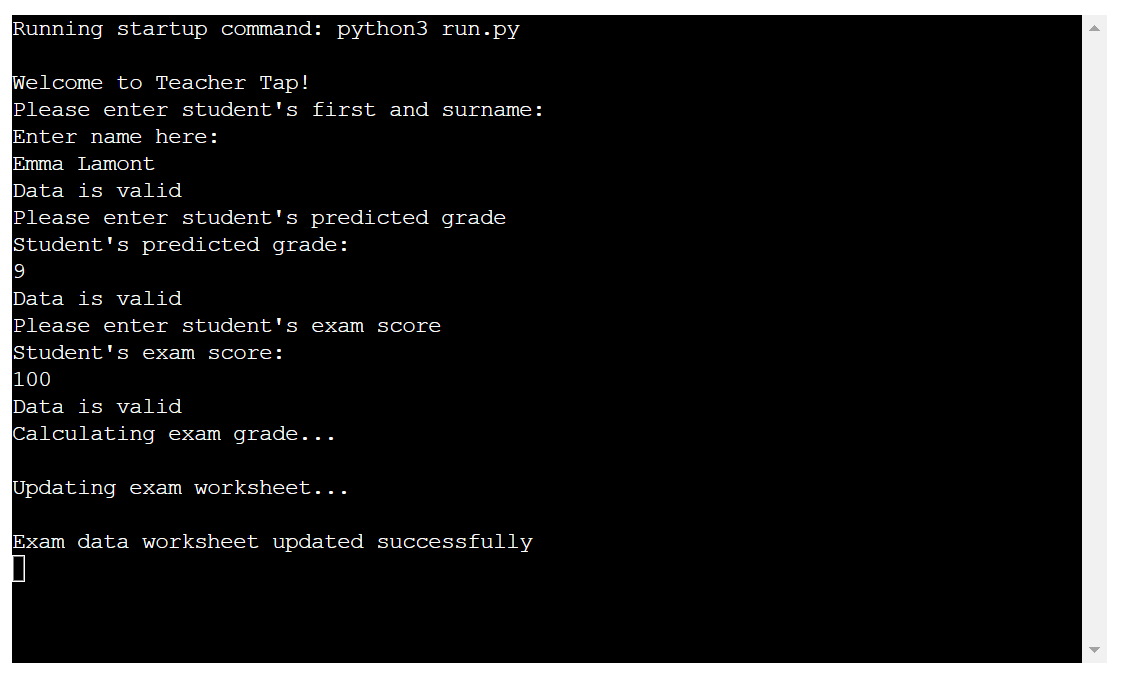 Running startup command: python3 run.py
Welcome to Teacher Tap!
Please enter student's first and surname:
Enter name here:
Emma Lamont
Data is valid
Please enter student's predicted grade
Student's predicted grade:
9
Data is valid
Please enter student's exam score
Student's exam score:
100
Data is valid
Calculating exam grade...
Updating exam worksheet...
Exam data worksheet updated successfully